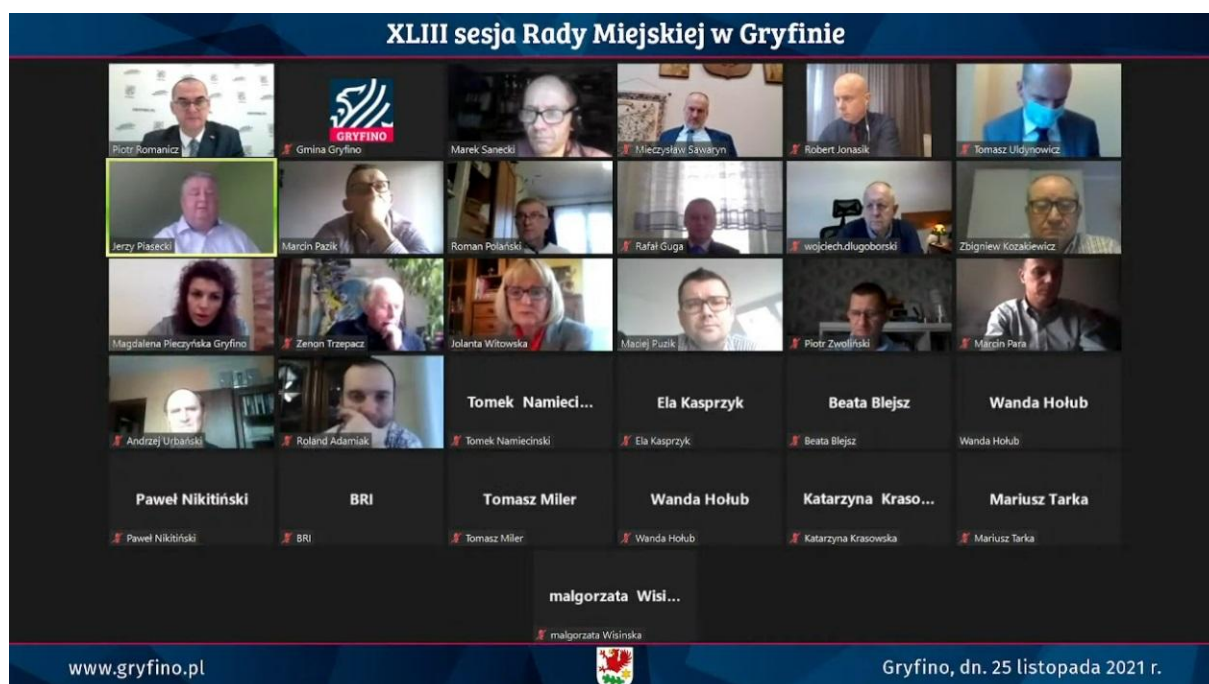 XLIII sesja Rady Miejskiej w Gryfinie
GRYFINO
Piotr Romanicz
Gmina Gryfino
Marek Sanecki
Mieczysław Sawaryn
Robert Jonasik
Tomasz Uldynowicz
Jerzy Piasecki
Marcin Pazik
Roman Polański
Rafał Guga
wojciech.dlugoborski
Zbigniew Kozakiewicz
Magdalena Pieczyńska Gryfino
Zenon Trzepacz
Jolanta Witowska
Maciej Puzik
Piotr Zwoliński
Marcin Para
Andrzej Urbański
Roland Adamiak
Tomek Namieci...
Tomek Namiecinski
Ela Kasprzyk
Ela Kasprzyk
Beata Blejsz
Beata Blejsz
Wanda Hołub
Wanda Hołub
Paweł Nikitiński
Paweł Nikitiński
BRI
BRI
Tomasz Miler
Tomasz Miler
Wanda Hołub
Wanda Hołub
Katarzyna Kraso...
Katarzyna Krasowska
Mariusz Tarka
Mariusz Tarka
malgorzata Wisi...
malgorzata Wisinska
www.gryfino.pl
Gryfino, dn. 25 listopada 2021 r.